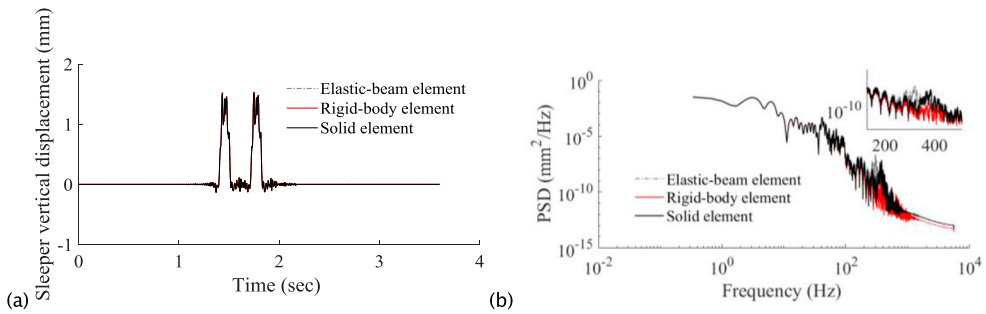 Sleeper vertical displacement (mm)
2
1
0
-1
0
1
2
3
4
Time (sec)
Elastic-beam element
Rigid-body element
Solid element
(a)
PSD (mm²/Hz)
10⁰
10⁻⁵
10⁻¹⁰
10⁻¹⁵
10⁻²
10⁰
10²
10⁴
Frequency (Hz)
Elastic-beam element
Rigid-body element
Solid element
10⁻¹⁰
200
400
(b)